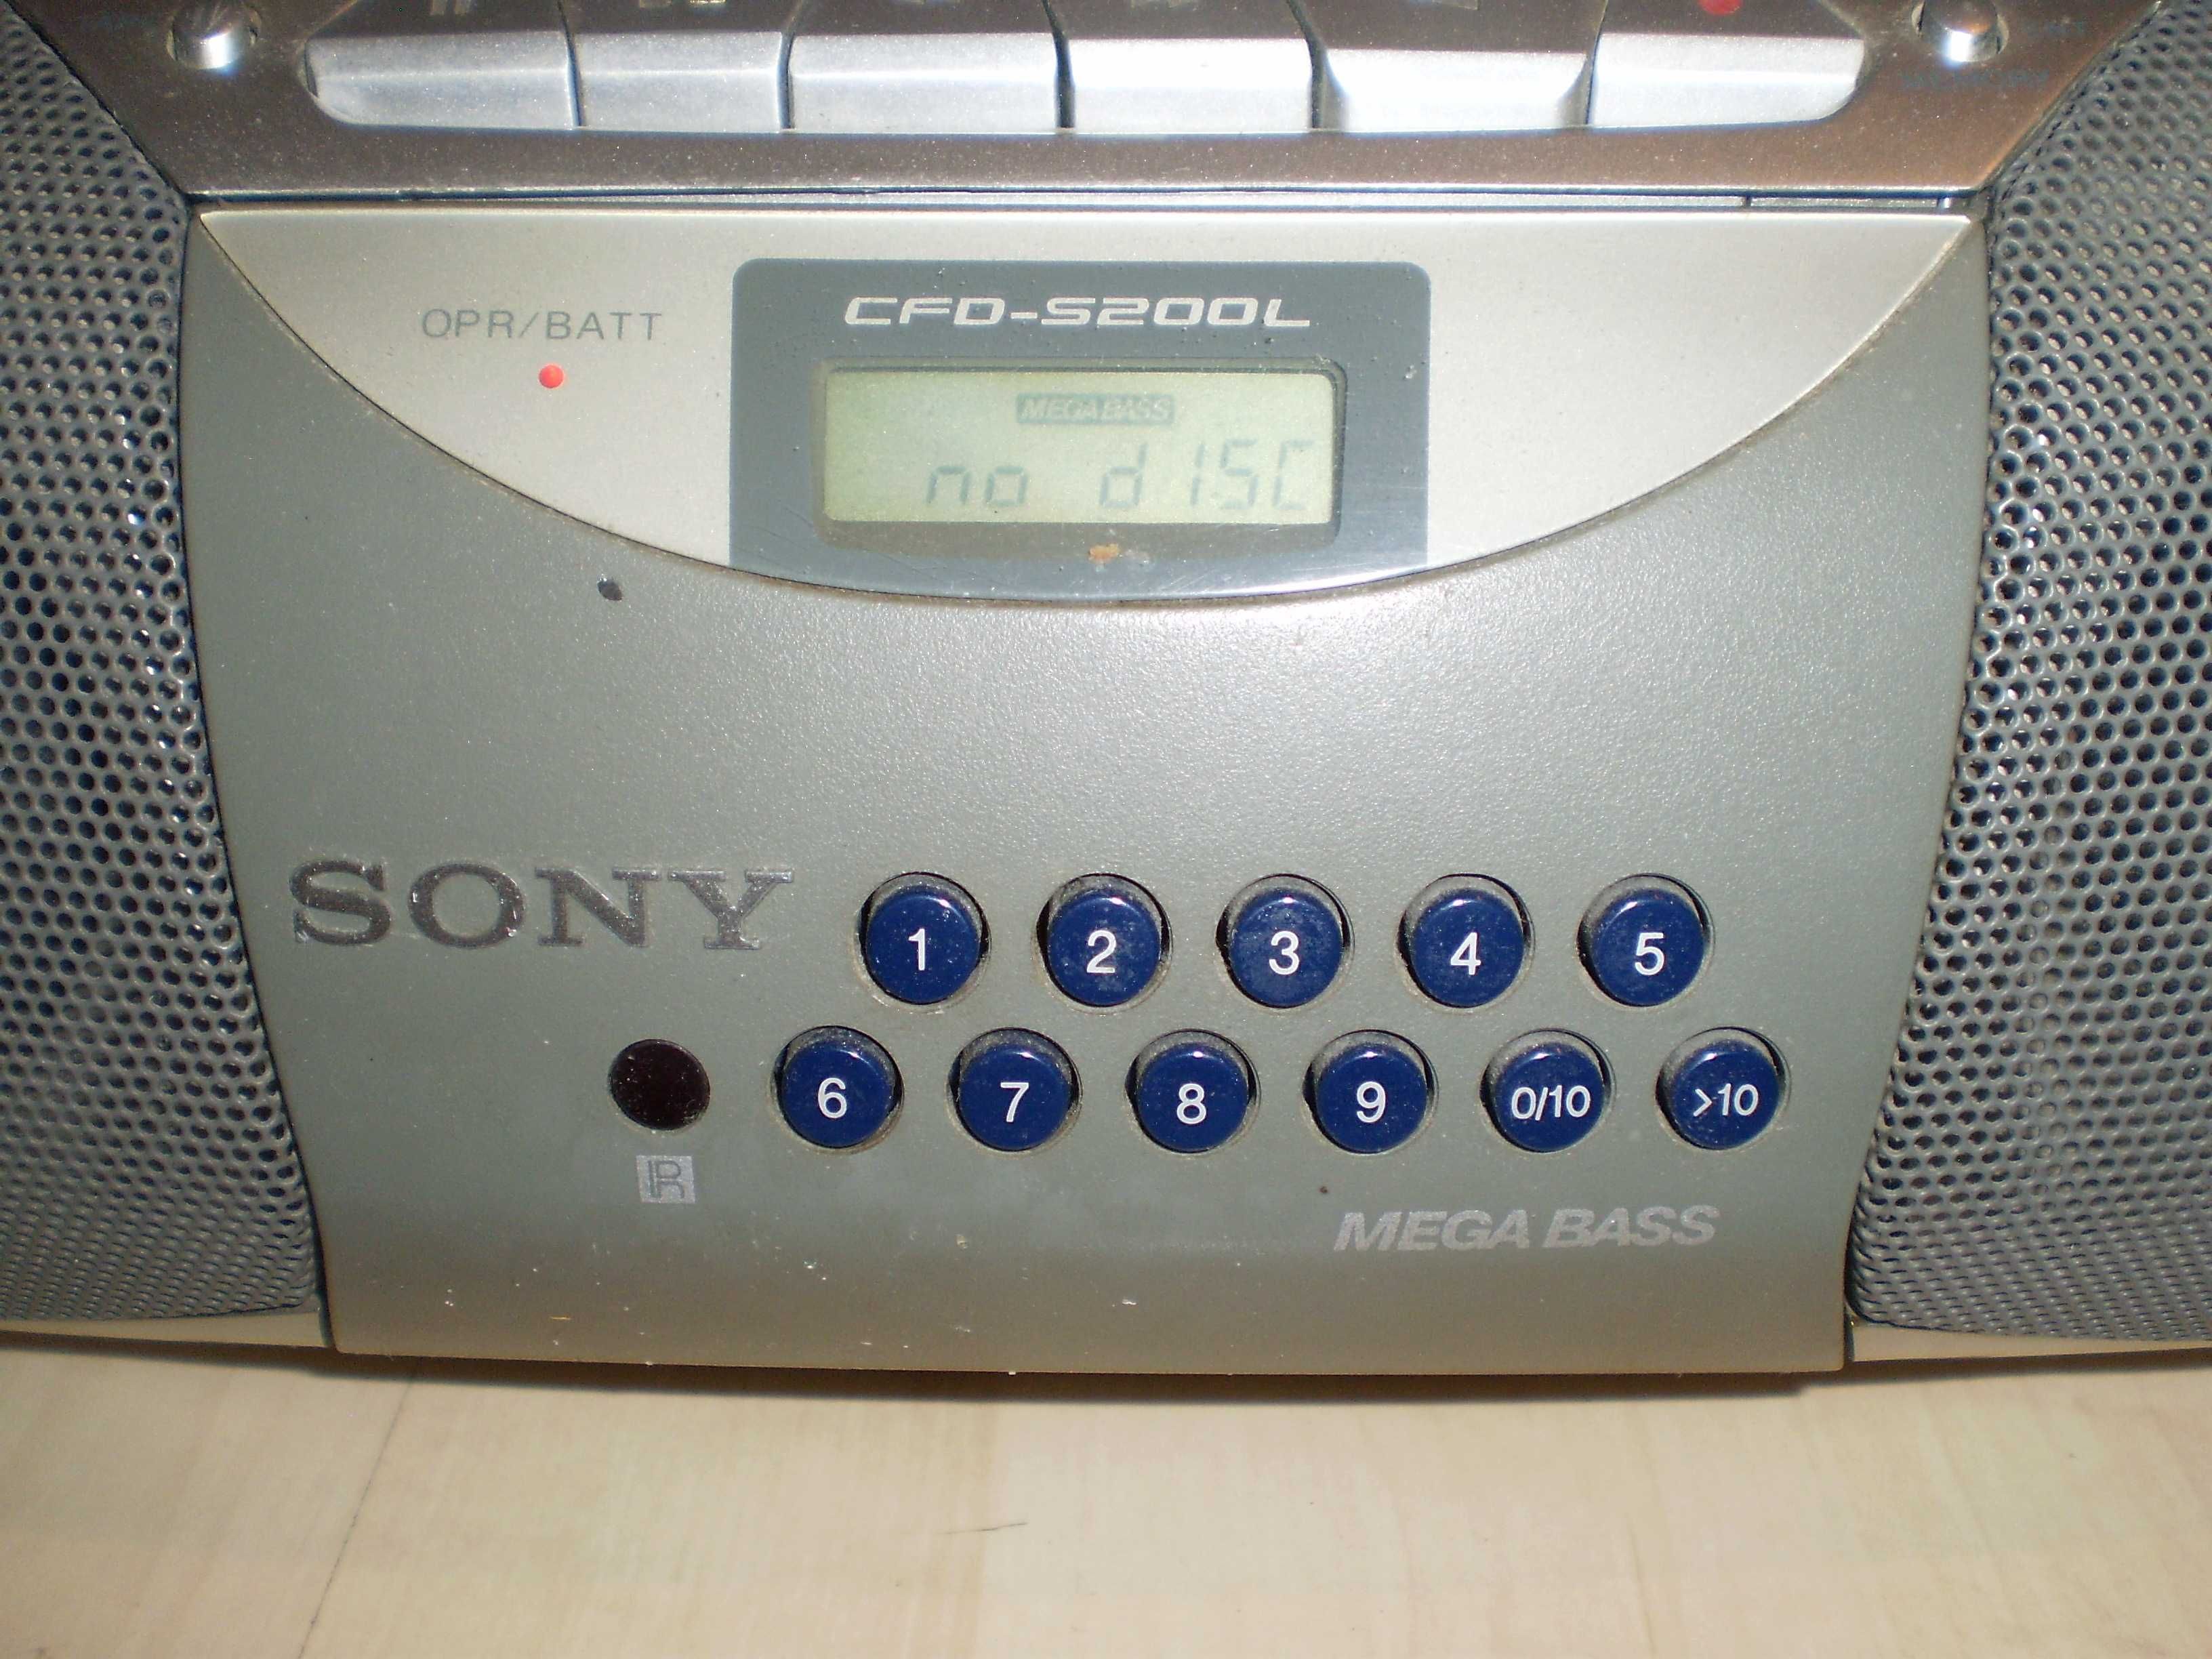 OPR/BATT
CFD-S200L
MEGA BASS
no dISC
SONY
1 2 3 4 5
6 7 8 9 0/10 >10
R
MEGA BASS